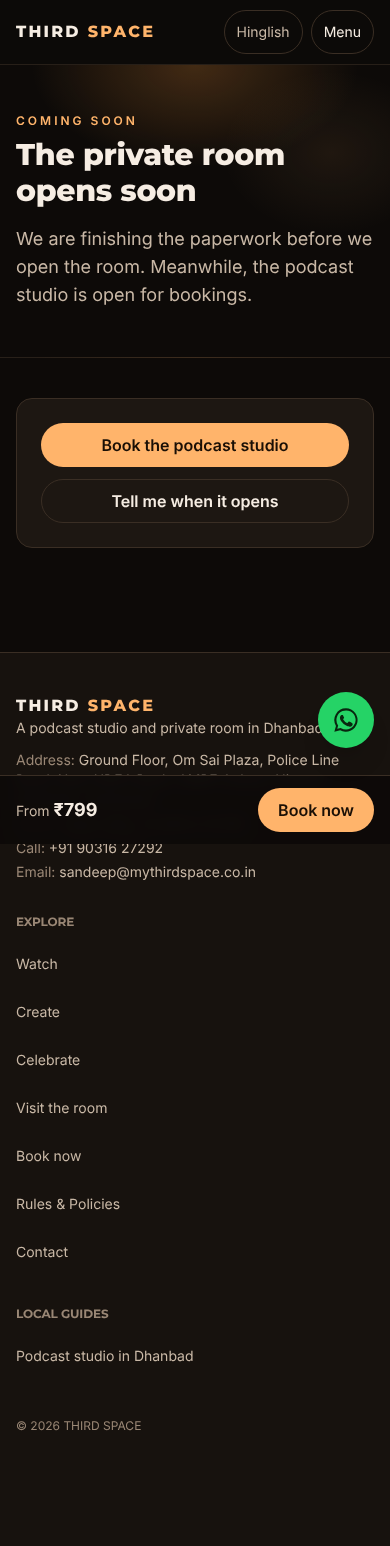 THIRD SPACE
Hinglish
Menu
COMING SOON
The private room
opens soon
We are finishing the paperwork before we
open the room. Meanwhile, the podcast
studio is open for bookings.
Book the podcast studio
Tell me when it opens
THIRD SPACE
A podcast studio and private room in Dhanbad
Address: Ground Floor, Om Sai Plaza, Police Line
From ₹799
Book now
Call: +91 90316 27292
Email: sandeep@mythirdspace.co.in
EXPLORE
Watch
Create
Celebrate
Visit the room
Book now
Rules & Policies
Contact
LOCAL GUIDES
Podcast studio in Dhanbad
© 2026 THIRD SPACE